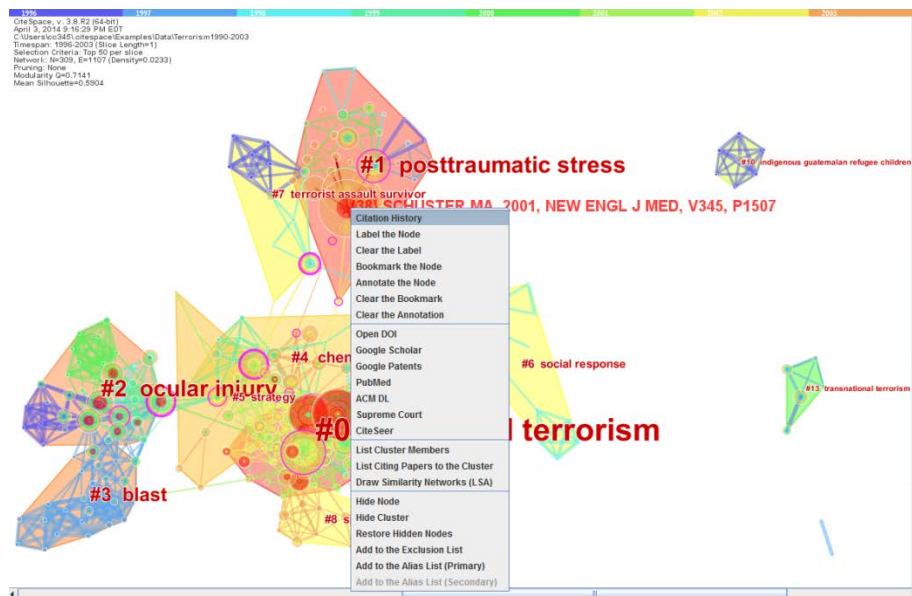 1996 1997 1998 1999 2000 2001 2002 2003
CiteSpace, v. 3.8.R2 (64-bit)
April 3, 2014 9:16:29 PM EDT
C:\Users\cc345\.citespace\Examples\Data\Terrorism1990-2003
Timespan: 1996-2003 (Slice Length=1)
Selection Criteria: Top 50 per slice
Network: N=309, E=1107 (Density=0.0233)
Pruning: None
Modularity Q=0.7141
Mean Silhouette=0.5904
#1 posttraumatic stress
#10 indigenous guatemalan refugee children
#7 terrorist assault survivor
(V38) SCHUSTER MA, 2001, NEW ENGL J MED, V345, P1507
Citation History
Label the Node
Clear the Label
Bookmark the Node
Annotate the Node
Clear the Bookmark
Clear the Annotation
Open DOI
Google Scholar
Google Patents
PubMed
ACM DL
Supreme Court
CiteSeer
List Cluster Members
List Citing Papers to the Cluster
Draw Similarity Networks (LSA)
Hide Node
Hide Cluster
Restore Hidden Nodes
Add to the Exclusion List
Add to the Alias List (Primary)
Add to the Alias List (Secondary)
#4 chem
#6 social response
#2 ocular injury
#5 strategy
#13 transnational terrorism
#0 terrorism
#3 blast
#8 s